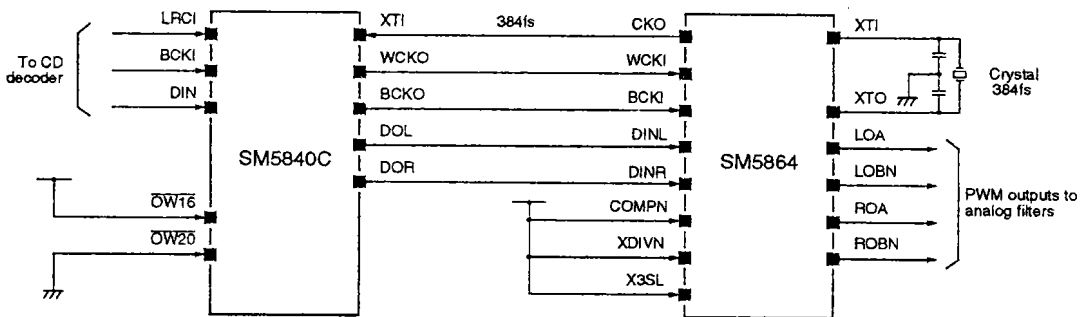 To CD
decoder
LRCI
BCKI
DIN
OW16
OW20
SM5840C
XTI
WCKO
BCKO
DOL
DOR
384fs
CKO
WCKI
BCKI
DINL
DINR
COMPN
XDIVN
X3SL
SM5864
XTI
XTO
LOA
LOBN
ROA
ROBN
Crystal
384fs
PWM outputs to
analog filters